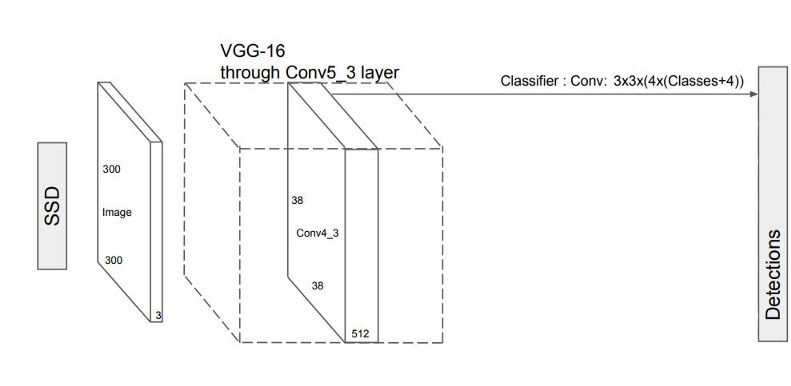 VGG-16
through Conv5_3 layer
Classifier : Conv: 3x3x(4x(Classes+4))
SSD
300
Image
300
3
38
Conv4_3
38
512
Detections